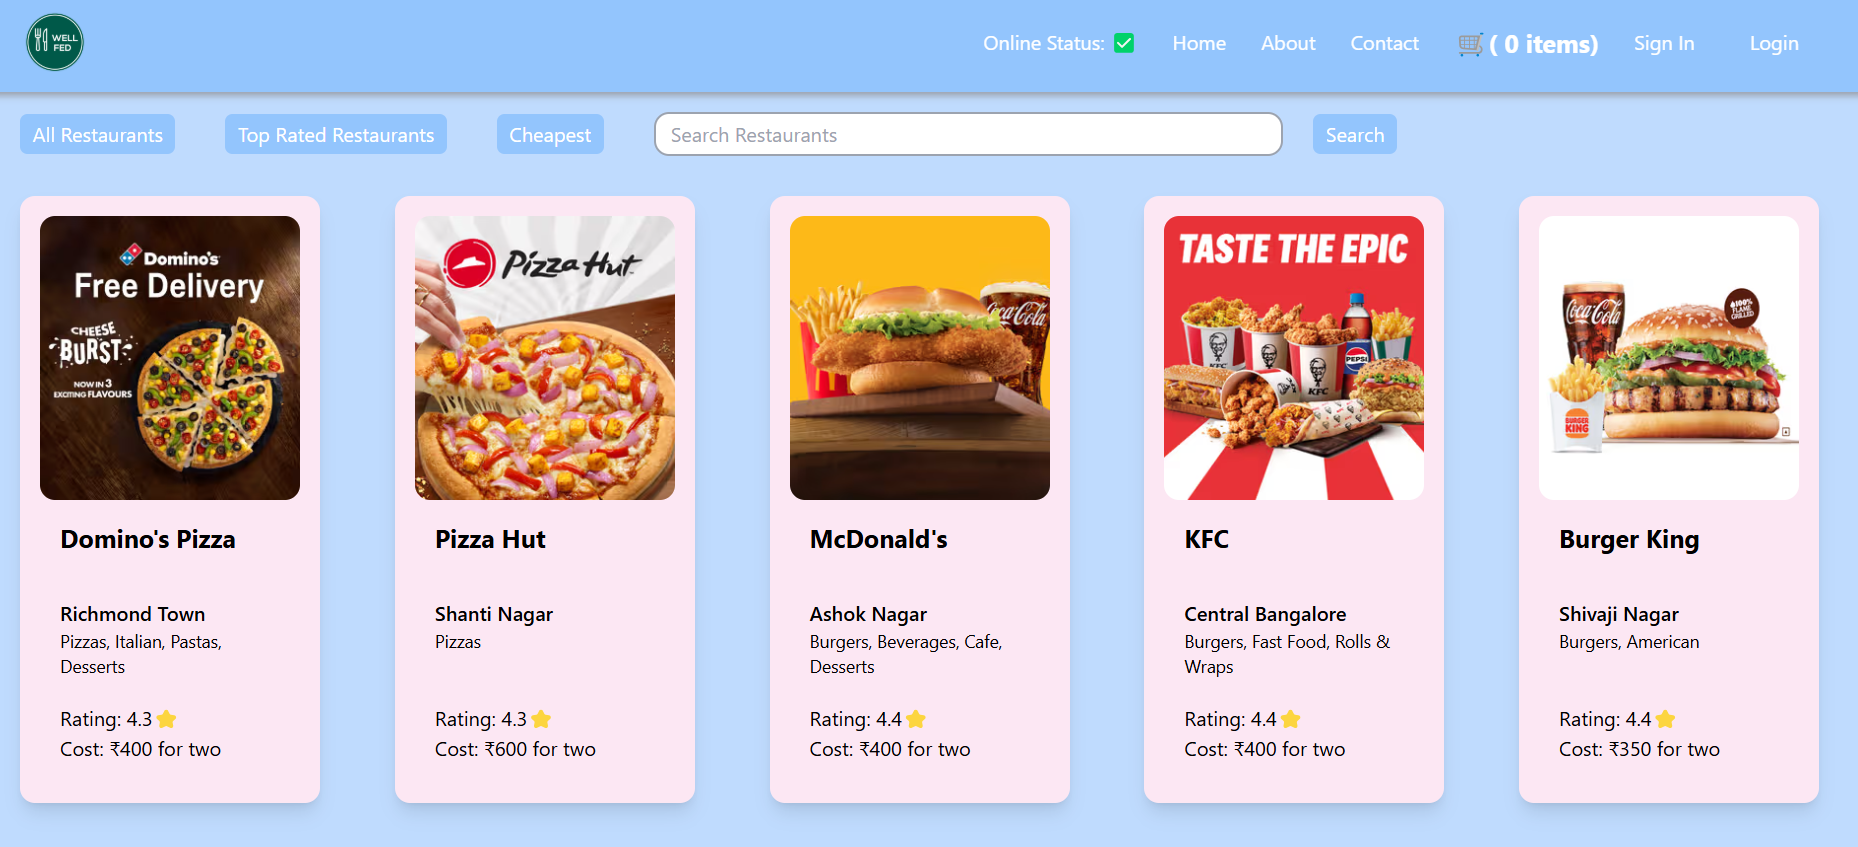 WELL
FED
Online Status: ✅
Home
About
Contact
🛒( 0 items)
Sign In
Login
All Restaurants
Top Rated Restaurants
Cheapest
Search Restaurants
Search
Domino's
Free Delivery
CHEESE
BURST
NOW IN 3
EXCITING FLAVOURS
Domino's Pizza
Richmond Town
Pizzas, Italian, Pastas,
Desserts
Rating: 4.3⭐
Cost: ₹400 for two
Pizza Hut
Pizza Hut
Shanti Nagar
Pizzas
Rating: 4.3⭐
Cost: ₹600 for two
Coca-Cola
McDonald's
Ashok Nagar
Burgers, Beverages, Cafe,
Desserts
Rating: 4.4⭐
Cost: ₹400 for two
TASTE THE EPIC
PEPSI
KFC
KFC
KFC
Central Bangalore
Burgers, Fast Food, Rolls &
Wraps
Rating: 4.4⭐
Cost: ₹400 for two
Coca-Cola
100%
FLAME
GRILLED
BURGER
KING
Burger King
Shivaji Nagar
Burgers, American
Rating: 4.4⭐
Cost: ₹350 for two